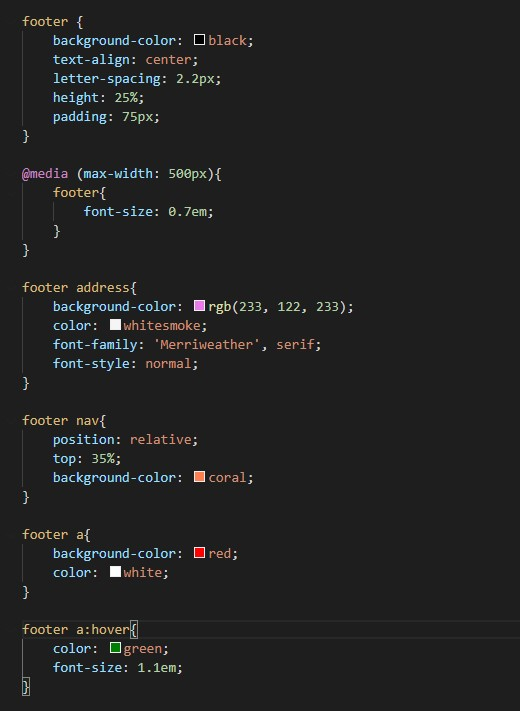 footer {
    background-color: black;
    text-align: center;
    letter-spacing: 2.2px;
    height: 25%;
    padding: 75px;
}

@media (max-width: 500px){
    footer{
        font-size: 0.7em;
    }
}

footer address{
    background-color: rgb(233, 122, 233);
    color: whitesmoke;
    font-family: 'Merriweather', serif;
    font-style: normal;
}

footer nav{
    position: relative;
    top: 35%;
    background-color: coral;
}

footer a{
    background-color: red;
    color: white;
}

footer a:hover{
    color: green;
    font-size: 1.1em;
}